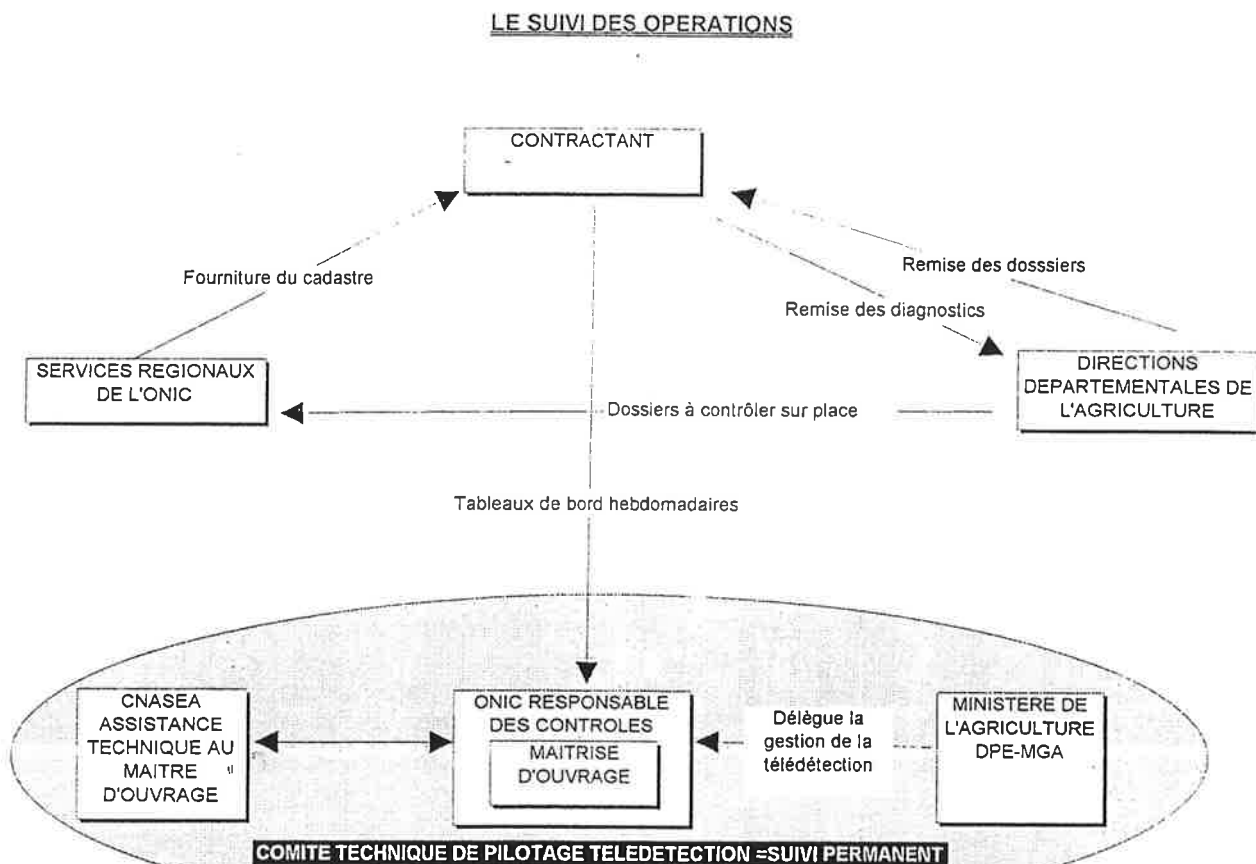 LE SUIVI DES OPERATIONS
CONTRACTANT
Fourniture du cadastre
Remise des dosssiers
Remise des diagnostics
SERVICES REGIONAUX
DE L'ONIC
DIRECTIONS
DEPARTEMENTALES DE
L'AGRICULTURE
Dossiers à contrôler sur place
Tableaux de bord hebdomadaires
CNASEA
ASSISTANCE
TECHNIQUE AU
MAITRE
D'OUVRAGE
ONIC RESPONSABLE
DES CONTROLES
MAITRISE
D'OUVRAGE
Délègue la
gestion de la
télédétection
MINISTERE DE
L'AGRICULTURE
DPE-MGA
COMITE TECHNIQUE DE PILOTAGE TELEDETECTION =SUIVI PERMANENT